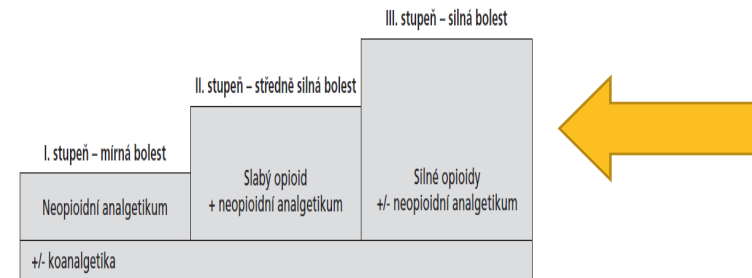 I. stupeň – mírná bolest
Neopioidní analgetikum
II. stupeň – středně silná bolest
Slabý opioid
+ neopioidní analgetikum
III. stupeň – silná bolest
Silné opioidy
+/- neopioidní analgetikum
+/- koanalgetika